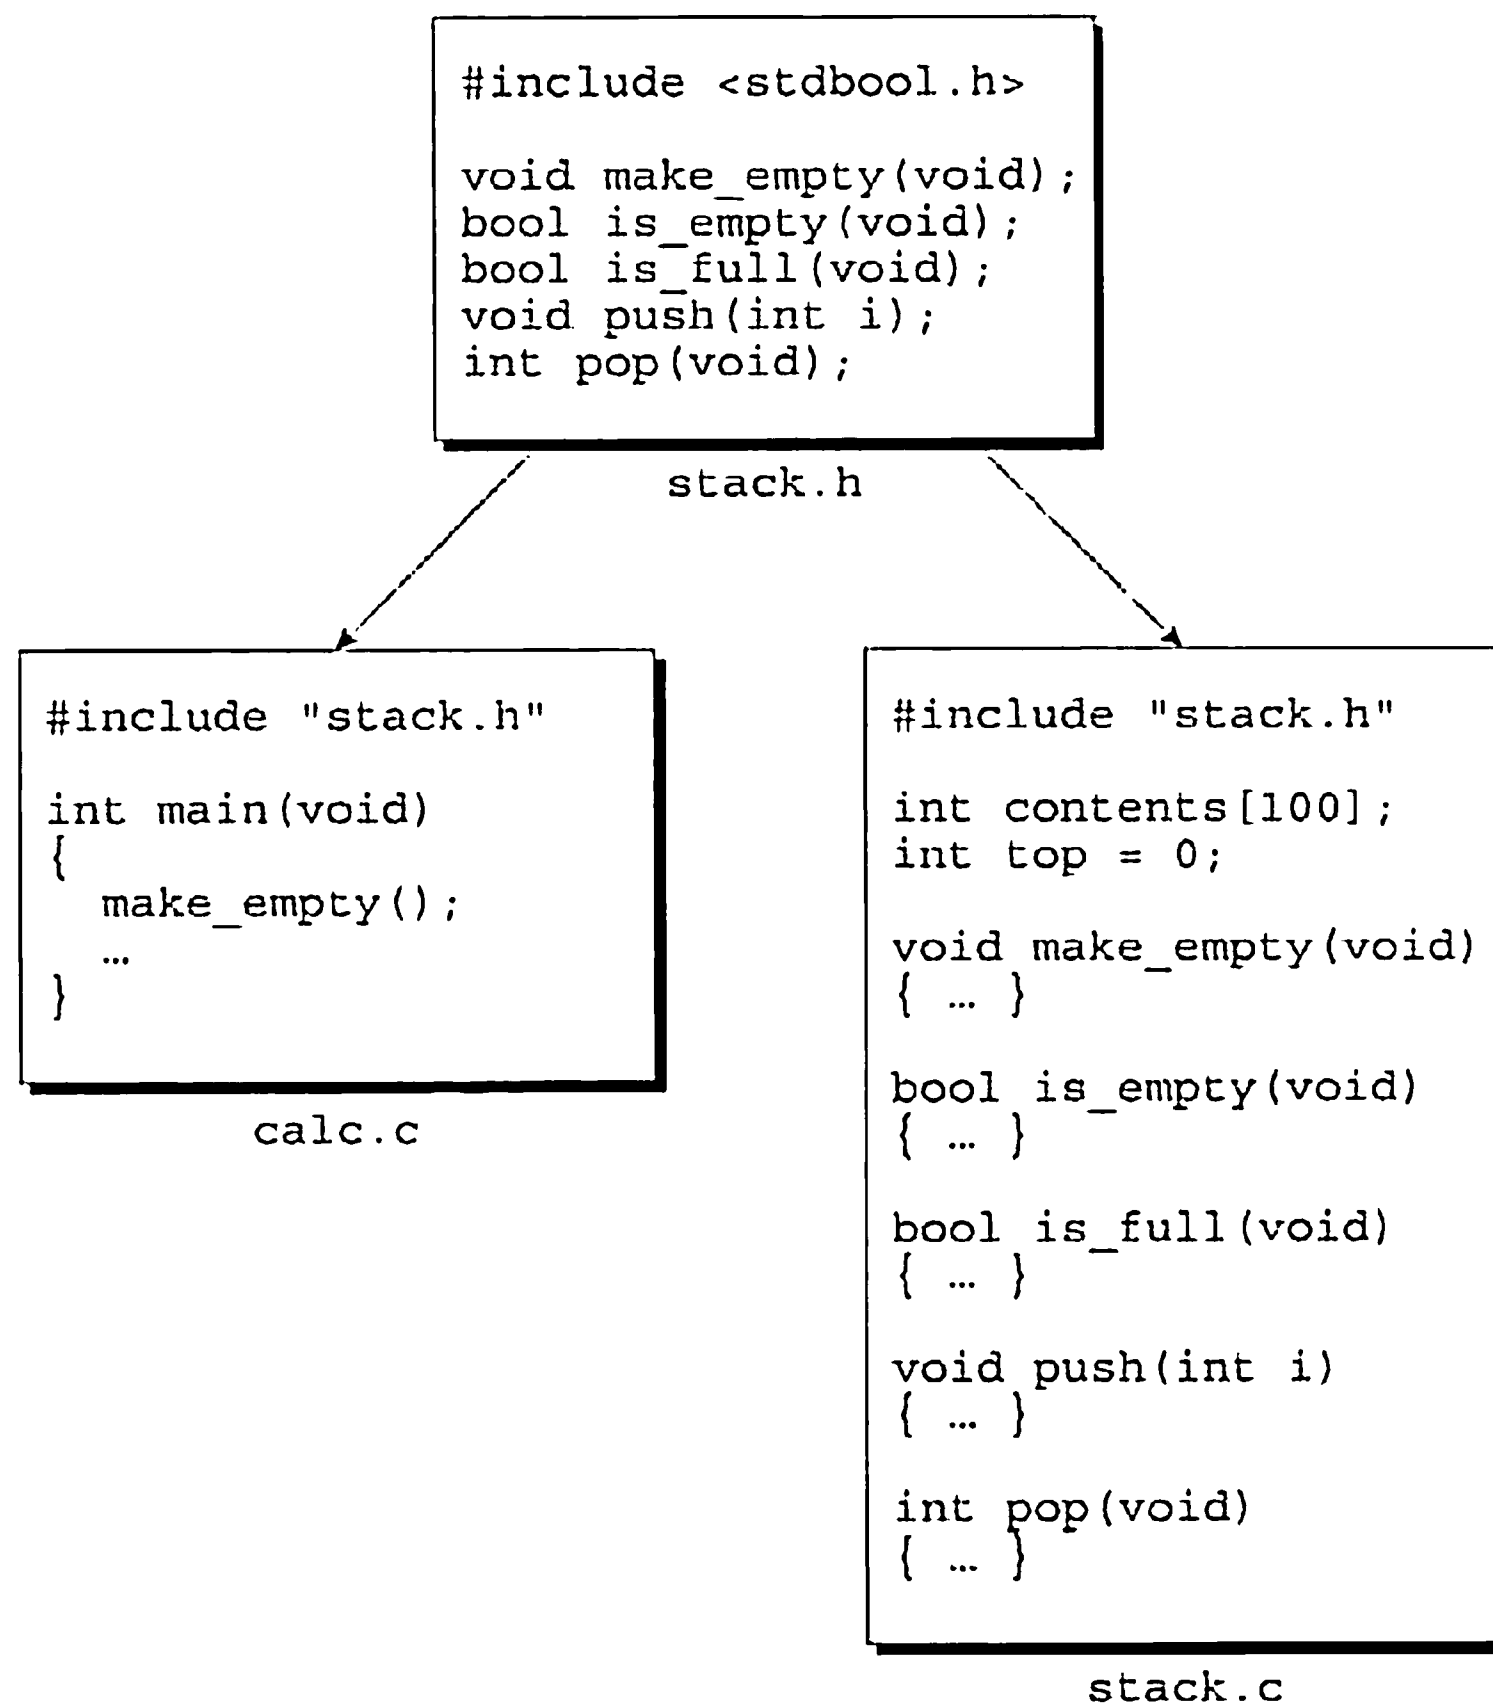 #include <stdbool.h>
void make_empty(void);
bool is_empty(void);
bool is_full(void);
void push(int i);
int pop(void);
stack.h
#include "stack.h"
int main(void)
{
  make_empty();
  …
}
calc.c
#include "stack.h"
int contents[100];
int top = 0;
void make_empty(void)
{ … }
bool is_empty(void)
{ … }
bool is_full(void)
{ … }
void push(int i)
{ … }
int pop(void)
{ … }
stack.c